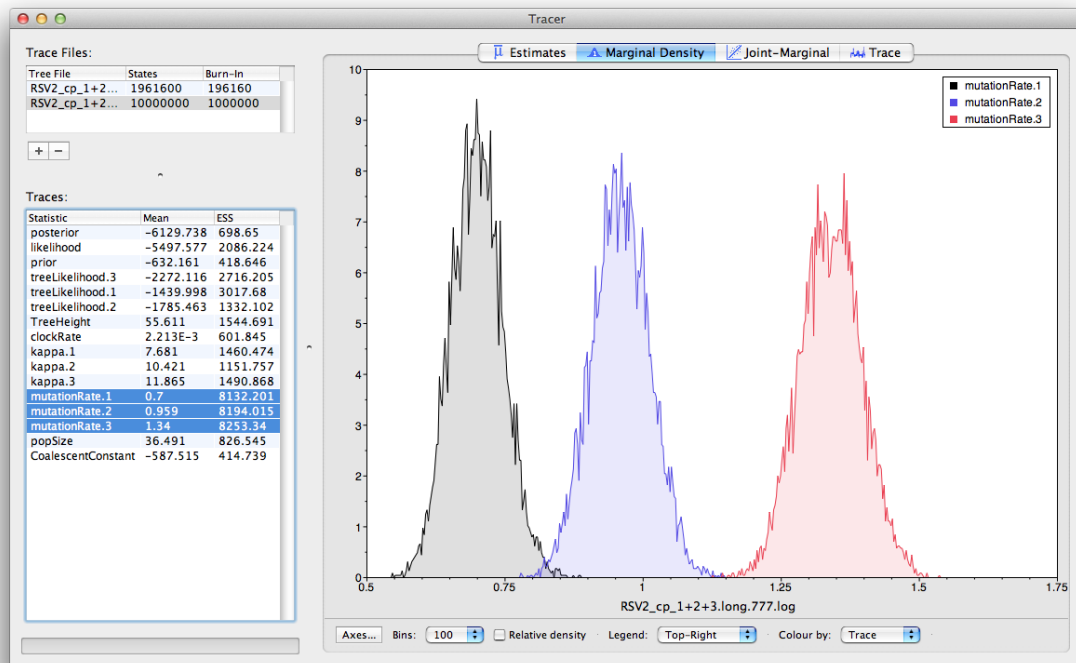 Tracer
Trace Files:
Tree File States Burn-In
RSV2_cp_1+2... 1961600 196160
RSV2_cp_1+2... 10000000 1000000
+ −
Traces:
Statistic Mean ESS
posterior -6129.738 698.65
likelihood -5497.577 2086.224
prior -632.161 418.646
treeLikelihood.3 -2272.116 2716.205
treeLikelihood.1 -1439.998 3017.68
treeLikelihood.2 -1785.463 1332.102
TreeHeight 55.611 1544.691
clockRate 2.213E-3 601.845
kappa.1 7.681 1460.474
kappa.2 10.421 1151.757
kappa.3 11.865 1490.868
mutationRate.1 0.7 8132.201
mutationRate.2 0.959 8194.015
mutationRate.3 1.34 8253.34
popSize 36.491 826.545
CoalescentConstant -587.515 414.739
Estimates Marginal Density Joint-Marginal Trace
10
9
8
7
6
5
4
3
2
1
0
mutationRate.1
mutationRate.2
mutationRate.3
0.5 0.75 1 1.25 1.5 1.75
RSV2_cp_1+2+3.long.777.log
Axes... Bins: 100 Relative density Legend: Top-Right Colour by: Trace